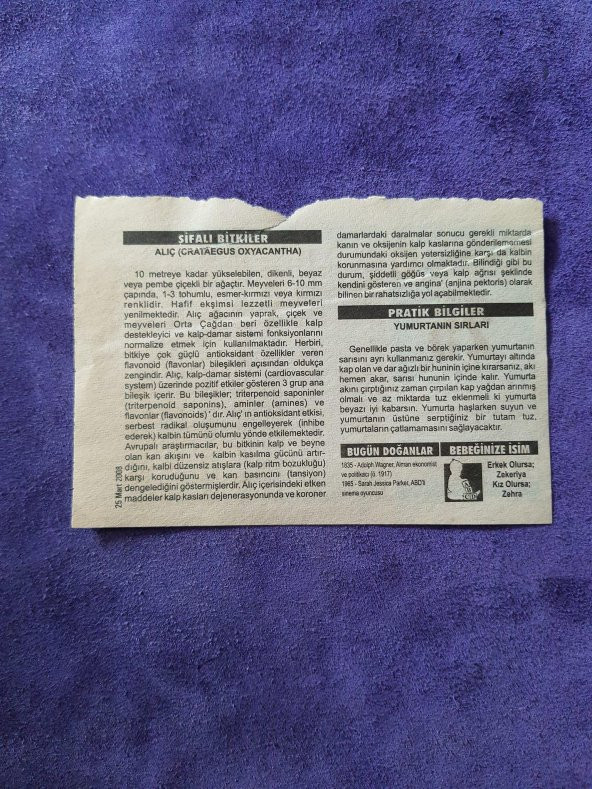 ŞİFALI BİTKİLER
ALIÇ (CRATAEGUS OXYACANTHA)
10 metreye kadar yükselebilen, dikenli, beyaz
veya pembe çiçekli bir ağaçtır. Meyveleri 6-10 mm
çapında, 1-3 tohumlu, esmer-kırmızı veya kırmızı
renklidir. Hafif ekşimsi lezzetli meyveleri
yenilmektedir. Alıç ağacının yaprak, çiçek ve
meyveleri Orta Çağdan beri özellikle kalp
destekleyici ve kalp-damar sistemi fonksiyonlarını
normalize etmek için kullanılmaktadır. Herbiri,
bitkiye çok güçlü antioksidant özellikler veren
flavonoid (flavonlar) bileşikleri açısından oldukça
zengindir. Alıç, kalp-damar sistemi (cardiovascular
system) üzerinde pozitif etkiler gösteren 3 grup ana
bileşik içerir. Bu bileşikler; triterpenoid saponinler
(triterpenoid saponins), aminler (amines) ve
flavonlar (flavonoids)' dir. Alıç' in antioksidant etkisi,
serbest radikal oluşumunu engelleyerek (inhibe
ederek) kalbin tümünü olumlu yönde etkilemektedir.
Avrupalı araştırmacılar, bu bitkinin kalp ve beyne
olan kan akışını ve kalbin kasılma gücünü artır-
dığını, kalbi düzensiz atışlara (kalp ritm bozukluğu)
karşı koruduğunu ve kan basıncını (tansiyon)
dengelediğini göstermişlerdir. Alıç içerisindeki etken
maddeler kalp kasları dejenerasyonunda ve koroner
25 Mart 2008
damarlardaki daralmalar sonucu gerekli miktarda
kanın ve oksijenin kalp kaslarına gönderilememesi
durumundaki oksijen yetersizliğine karşı da kalbin
korunmasına yardımcı olmaktadır. Bilindiği gibi bu
durum, şiddetli göğüs veya kalp ağrısı şeklinde
kendini gösteren ve angina' (anjina pektoris) olarak
bilinen bir rahatsızlığa yol açabilmektedir.
PRATİK BİLGİLER
YUMURTANIN SIRLARI
Genellikle pasta ve börek yaparken yumurtanın
sarısını ayrı kullanmanız gerekir. Yumurtayı altında
kap olan ve dar ağızlı bir huninin içine kırarsanız, akı
hemen akar, sarısı hununin içinde kalır. Yumurta
akını çırptığınız zaman çırpılan kap yağdan arınmış
olmalı ve az miktarda tuz eklenmeli ki yumurta
beyazı iyi kabarsın. Yumurta haşlarken suyun ve
yumurtanın üstüne serptiğiniz bir tutam tuz,
yumurtaların çatlamamasını sağlayacaktır.
BUGÜN DOĞANLAR
1835 - Adolph Wagner, Alman ekonomist
ve politikacı (ö. 1917)
1965 - Sarah Jessica Parker, ABD'li
sinema oyuncusu
BEBEĞİNİZE İSİM
Erkek Olursa;
Zekeriya
Kız Olursa;
Zehra